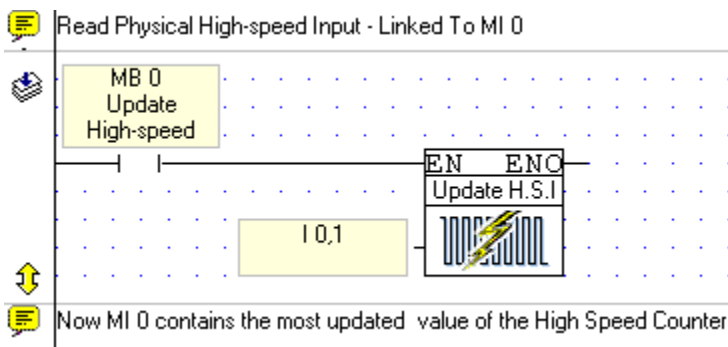 Read Physical High-speed Input - Linked To MI 0
MB 0
Update
High-speed
EN ENO
Update H.S.I
I 0,1
Now MI 0 contains the most updated value of the High Speed Counter